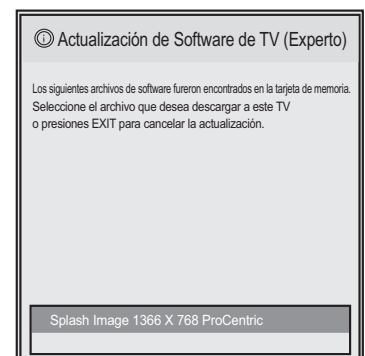 Actualización de Software de TV (Experto)
Los siguientes archivos de software fureron encontrados en la tarjeta de memoria.
Seleccione el archivo que desea descargar a este TV
o presiones EXIT para cancelar la actualización.
Splash Image 1366 X 768 ProCentric